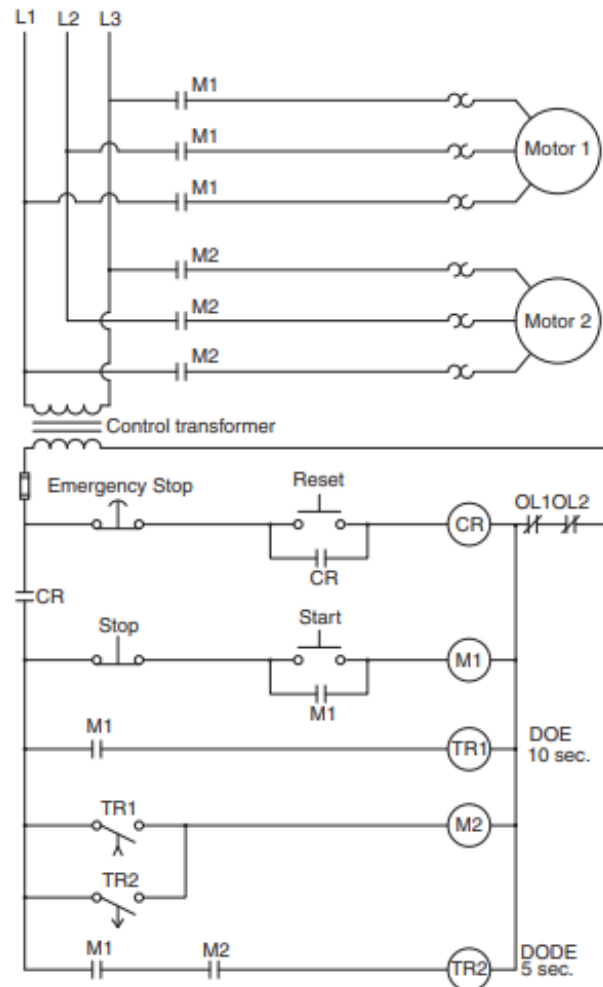 L1 L2 L3
M1
M1
Motor 1
M1
M2
M2
Motor 2
M2
Control transformer
Emergency Stop
Reset
OL1OL2
CR
CR
CR
Stop
Start
M1
M1
M1
DOE
TR1
10 sec.
TR1
M2
TR2
M1
M2
DODE
TR2
5 sec.